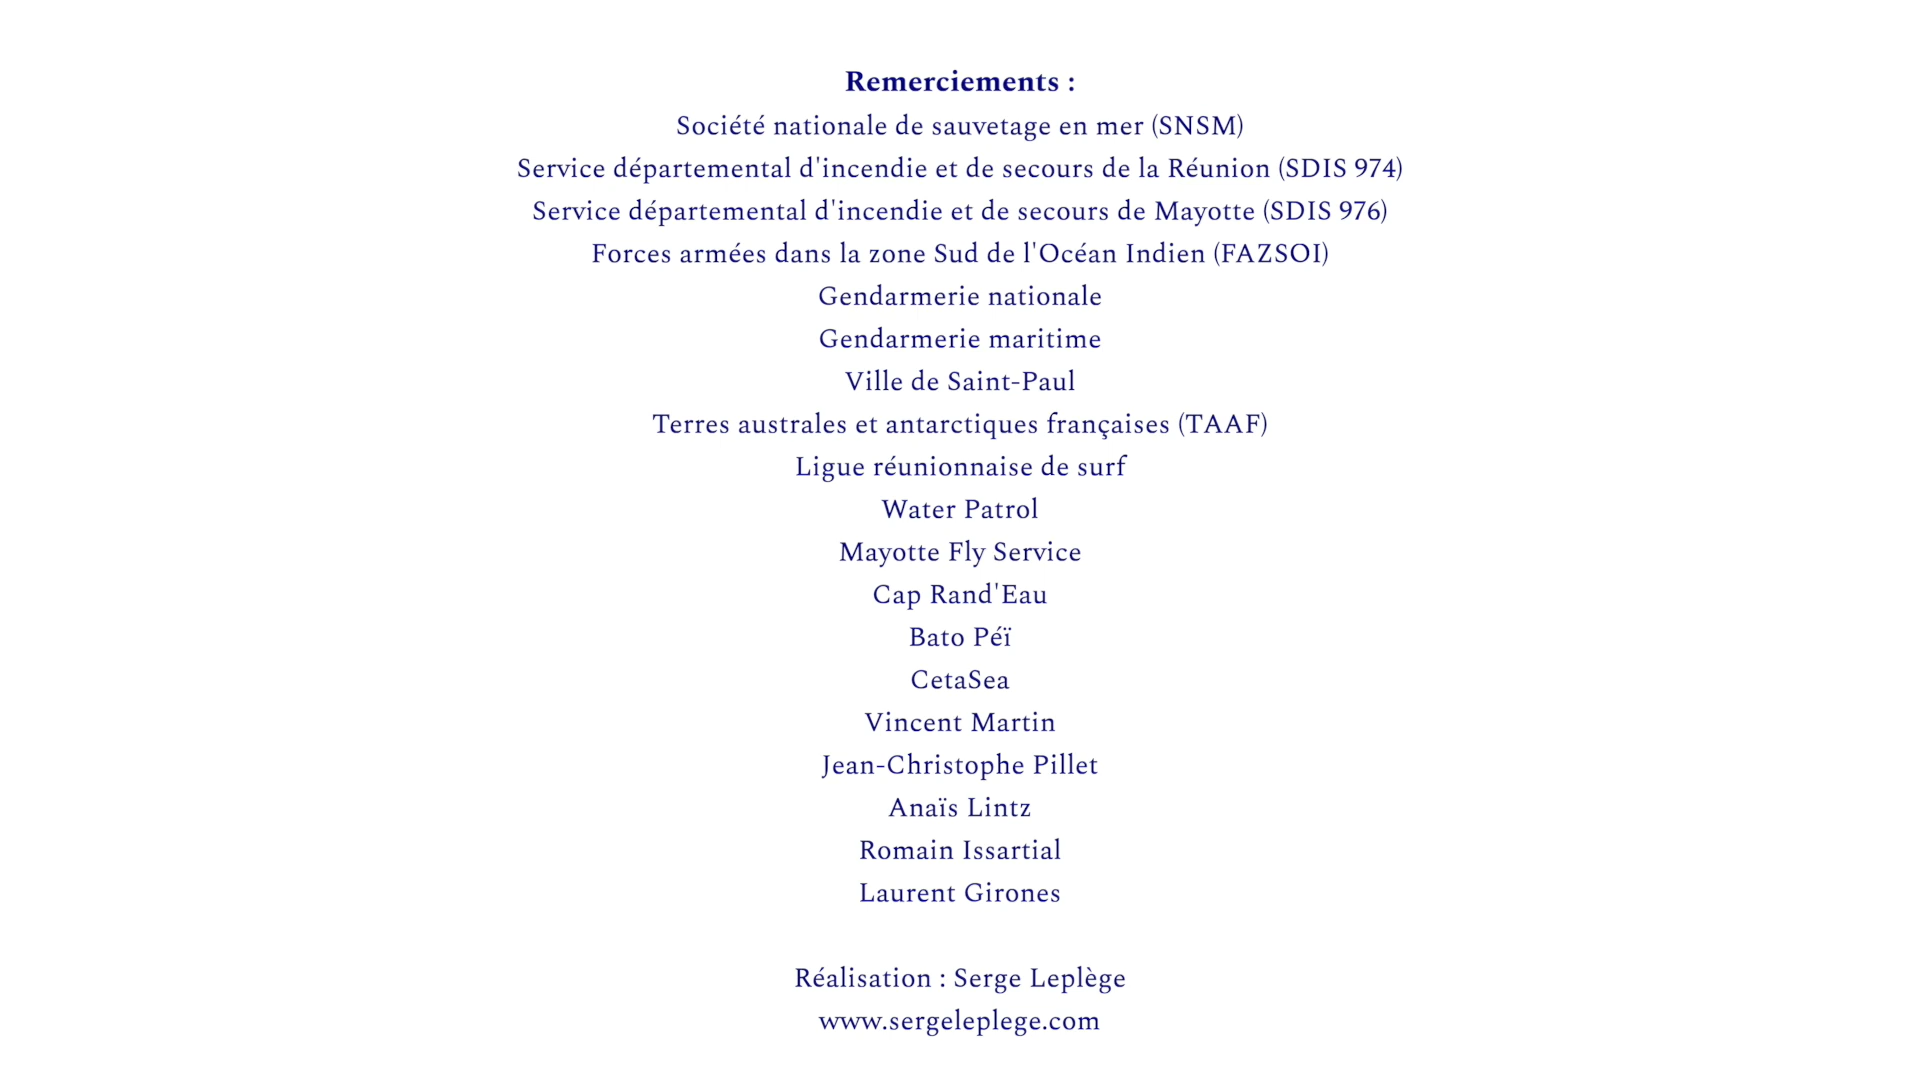 Remerciements :
Société nationale de sauvetage en mer (SNSM)
Service départemental d'incendie et de secours de la Réunion (SDIS 974)
Service départemental d'incendie et de secours de Mayotte (SDIS 976)
Forces armées dans la zone Sud de l'Océan Indien (FAZSOI)
Gendarmerie nationale
Gendarmerie maritime
Ville de Saint-Paul
Terres australes et antarctiques françaises (TAAF)
Ligue réunionnaise de surf
Water Patrol
Mayotte Fly Service
Cap Rand'Eau
Bato Péï
CetaSea
Vincent Martin
Jean-Christophe Pillet
Anaïs Lintz
Romain Issartial
Laurent Girones
Réalisation : Serge Leplège
www.sergeleplege.com